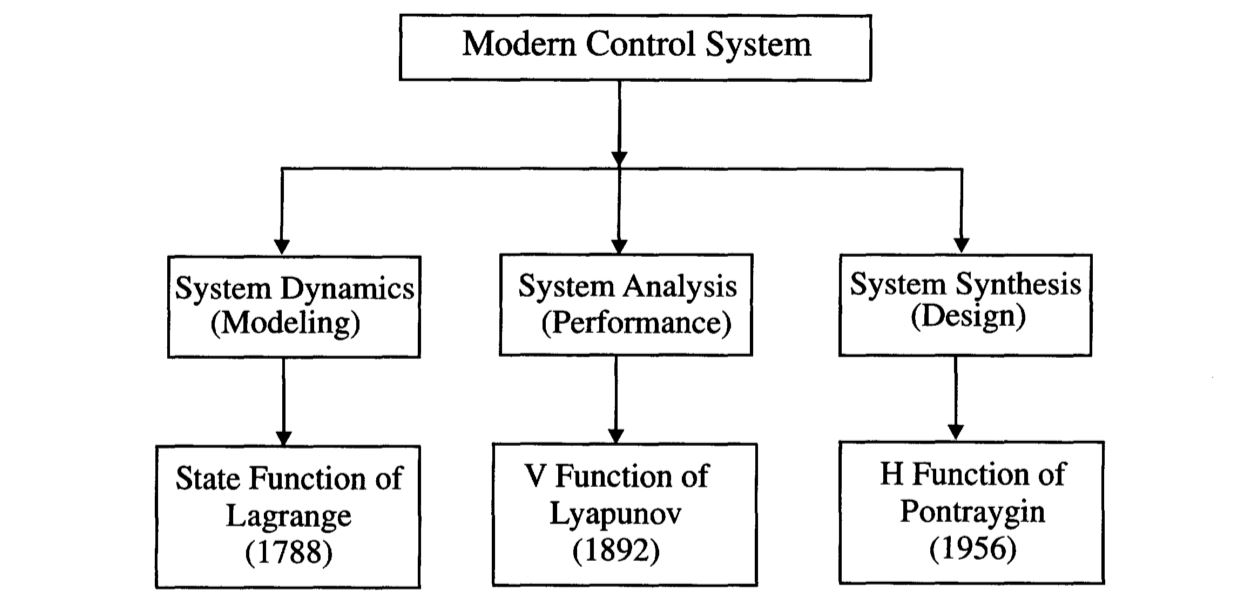 Modern Control System
System Dynamics
(Modeling)
System Analysis
(Performance)
System Synthesis
(Design)
State Function of
Lagrange
(1788)
V Function of
Lyapunov
(1892)
H Function of
Pontraygin
(1956)